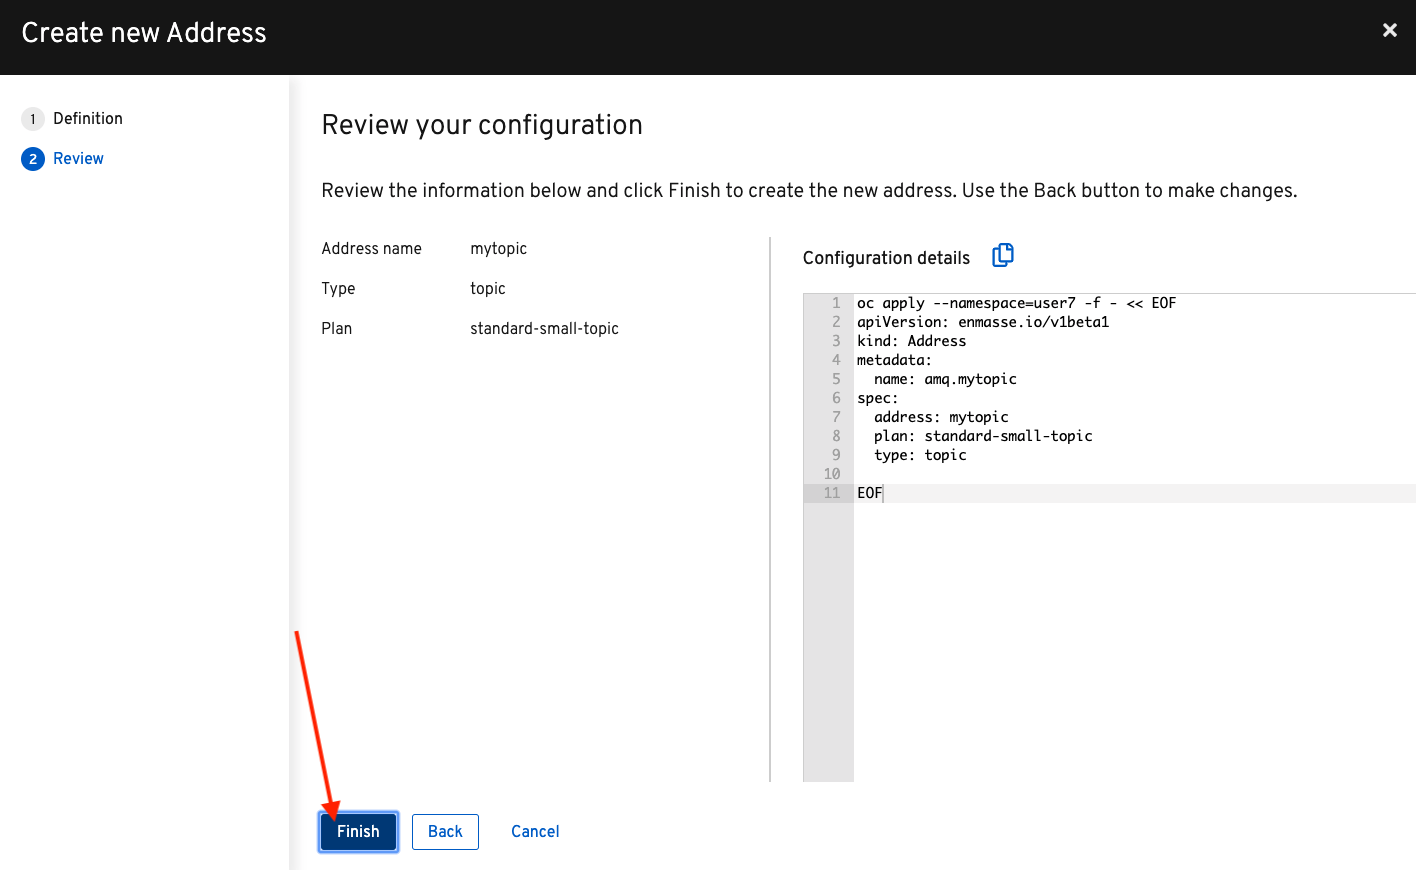 Create new Address
1 Definition
2 Review
Review your configuration
Review the information below and click Finish to create the new address. Use the Back button to make changes.
Address name mytopic
Type topic
Plan standard-small-topic
Configuration details
1 oc apply --namespace=user7 -f - << EOF
2 apiVersion: enmasse.io/v1beta1
3 kind: Address
4 metadata:
5   name: amq.mytopic
6 spec:
7   address: mytopic
8   plan: standard-small-topic
9   type: topic
10
11 EOF
Finish Back Cancel